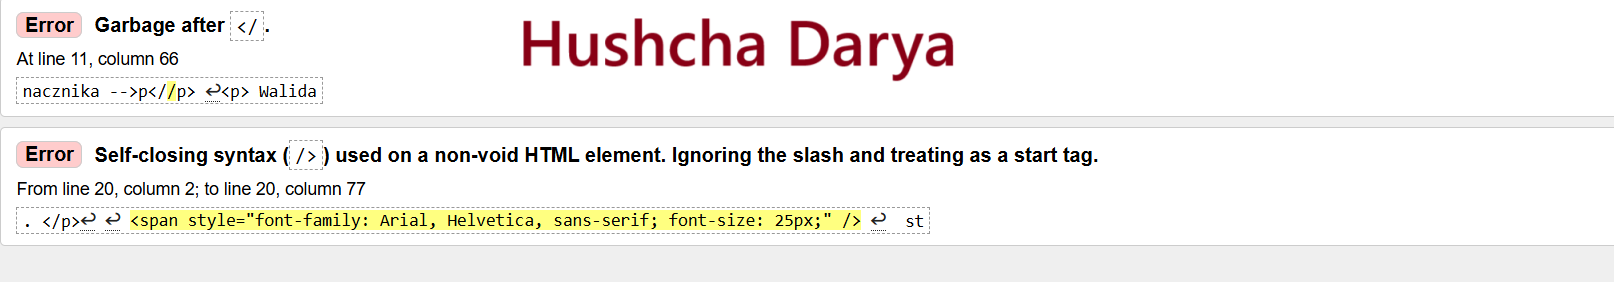 Error Garbage after </.
Hushcha Darya
At line 11, column 66
nacznika -->p<//p> ↩<p> Walida
Error Self-closing syntax (/>) used on a non-void HTML element. Ignoring the slash and treating as a start tag.
From line 20, column 2; to line 20, column 77
. </p>↩ ↩ <span style="font-family: Arial, Helvetica, sans-serif; font-size: 25px;" /> ↩ st